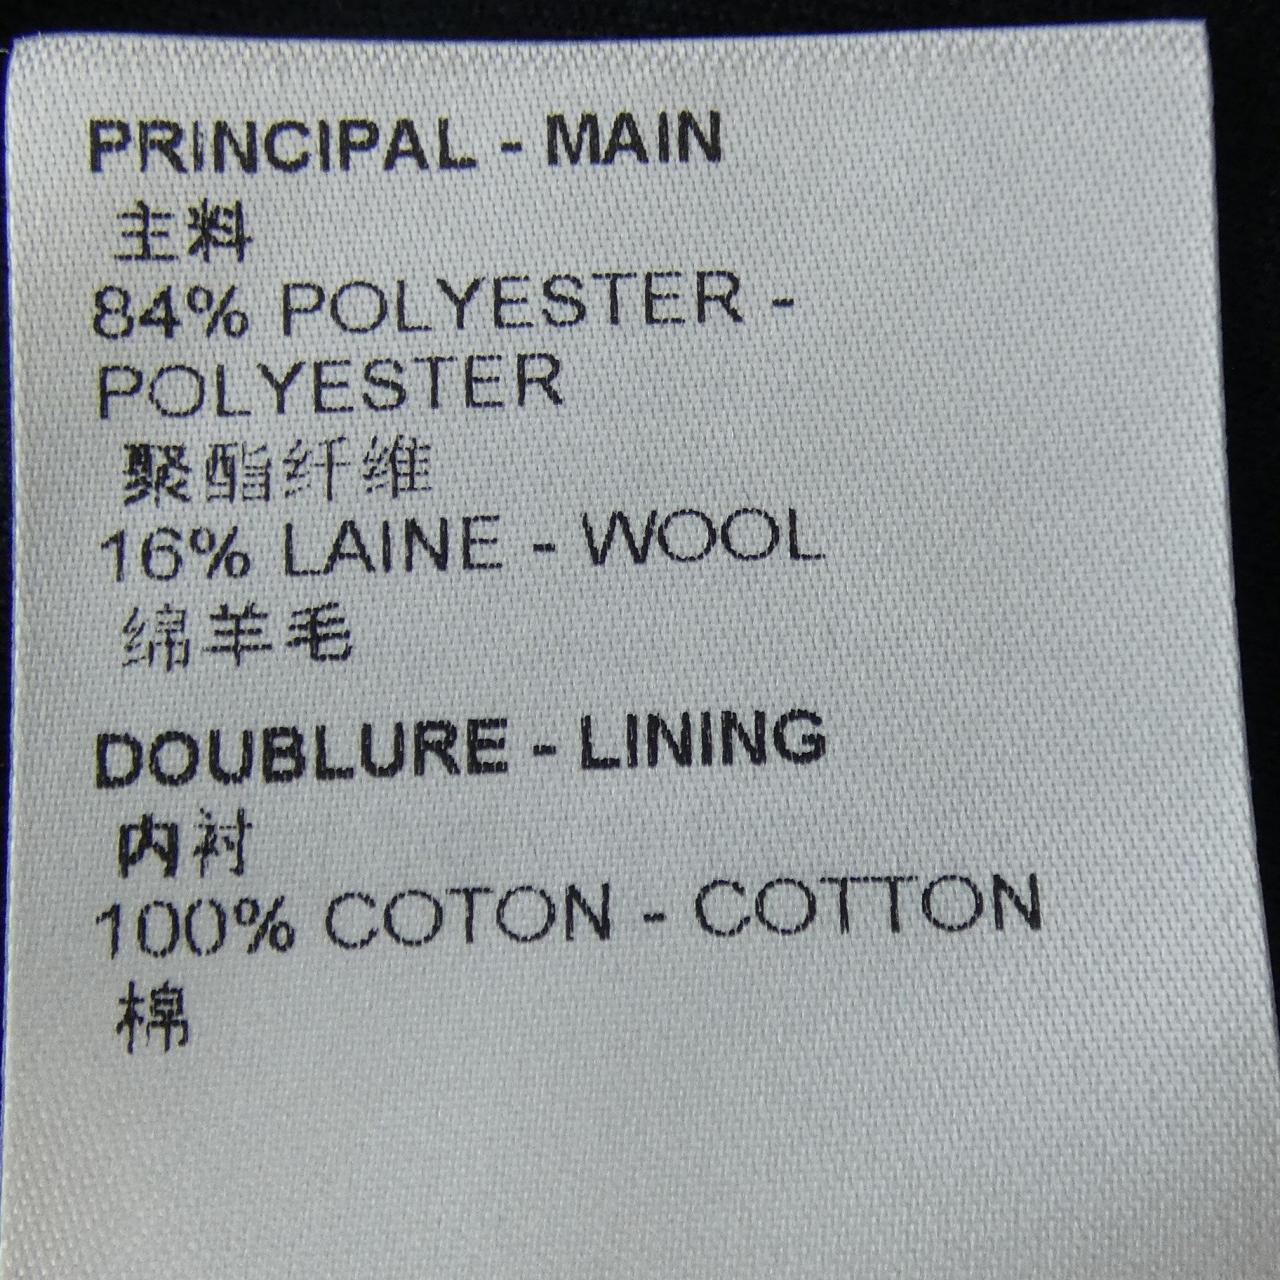 PRINCIPAL - MAIN
主料
84% POLYESTER -
POLYESTER
聚酯纤维
16% LAINE - WOOL
绵羊毛
DOUBLURE - LINING
内衬
100% COTON - COTTON
棉